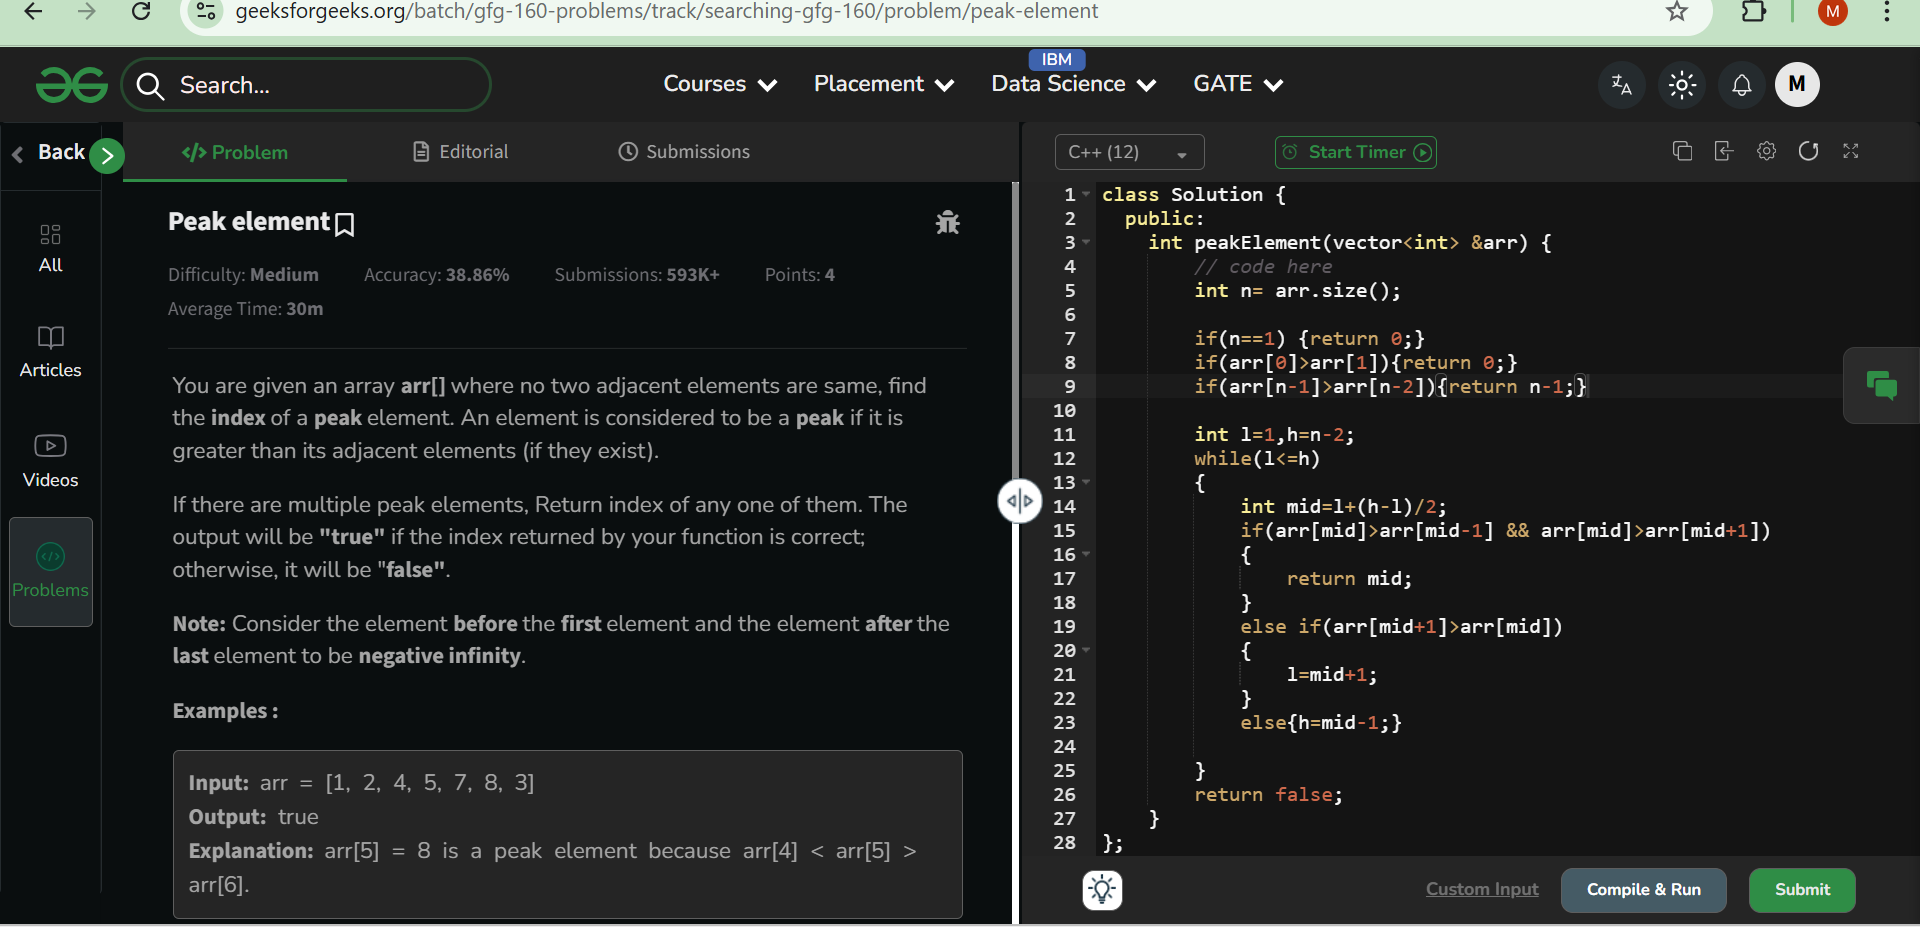 geeksforgeeks.org/batch/gfg-160-problems/track/searching-gfg-160/problem/peak-element
M
Search...
Courses
Placement
IBM
Data Science
GATE
M
Back
</> Problem
Editorial
Submissions
C++ (12)
Start Timer
All
Articles
Videos
</>
Problems
Peak element
Difficulty: Medium Accuracy: 38.86% Submissions: 593K+ Points: 4
Average Time: 30m
You are given an array arr[] where no two adjacent elements are same, find
the index of a peak element. An element is considered to be a peak if it is
greater than its adjacent elements (if they exist).
If there are multiple peak elements, Return index of any one of them. The
output will be "true" if the index returned by your function is correct;
otherwise, it will be "false".
Note: Consider the element before the first element and the element after the
last element to be negative infinity.
Examples :
Input: arr = [1, 2, 4, 5, 7, 8, 3]
Output: true
Explanation: arr[5] = 8 is a peak element because arr[4] < arr[5] >
arr[6].
1 class Solution {
2 public:
3 int peakElement(vector<int> &arr) {
4 // code here
5 int n= arr.size();
6
7 if(n==1) {return 0;}
8 if(arr[0]>arr[1]){return 0;}
9 if(arr[n-1]>arr[n-2]){return n-1;}
10
11 int l=1,h=n-2;
12 while(l<=h)
13 {
14 int mid=l+(h-l)/2;
15 if(arr[mid]>arr[mid-1] && arr[mid]>arr[mid+1])
16 {
17 return mid;
18 }
19 else if(arr[mid+1]>arr[mid])
20 {
21 l=mid+1;
22 }
23 else{h=mid-1;}
24
25 }
26 return false;
27 }
28 };
Custom Input
Compile & Run
Submit